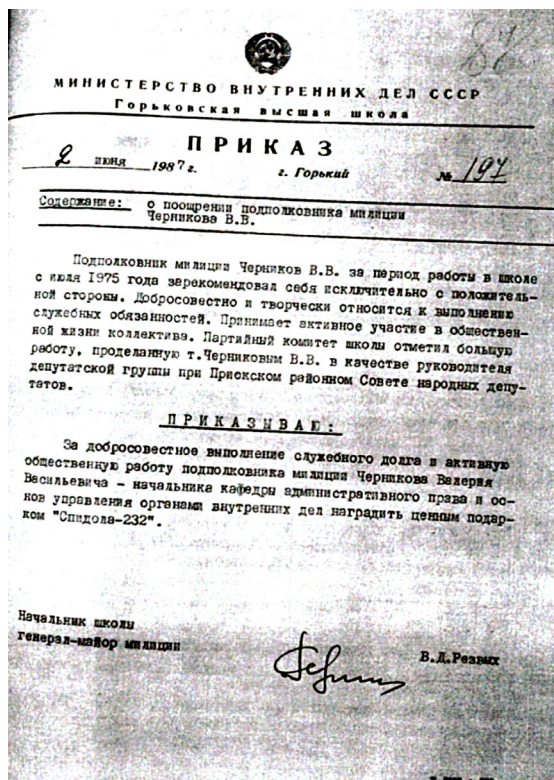 82
МИНИСТЕРСТВО ВНУТРЕННИХ ДЕЛ СССР
Горьковская высшая школа
ПРИКАЗ
2 июня 1987 г. г. Горький № 197
Содержание: о поощрении подполковника милиции
Черникова В.В.
Подполковник милиции Черников В.В. за период работы в школе
с июля 1975 года зарекомендовал себя исключительно с положитель-
ной стороны. Добросовестно и творчески относится к выполнению
служебных обязанностей. Принимает активное участие в обществен-
ной жизни коллектива. Партийный комитет школы отметил большую
работу, проделанную т.Черниковым В.В. в качестве руководителя
депутатской группы при Приокском районном Совете народных депу-
татов.
ПРИКАЗЫВАЮ:
За добросовестное выполнение служебного долга и активную
общественную работу подполковника милиции Черникова Валерия
Васильевича – начальника кафедры административного права и ос-
нов управления органами внутренних дел наградить ценным подар-
ком "Спидола-232".
Начальник школы
генерал-майор милиции В.Д.Резвых